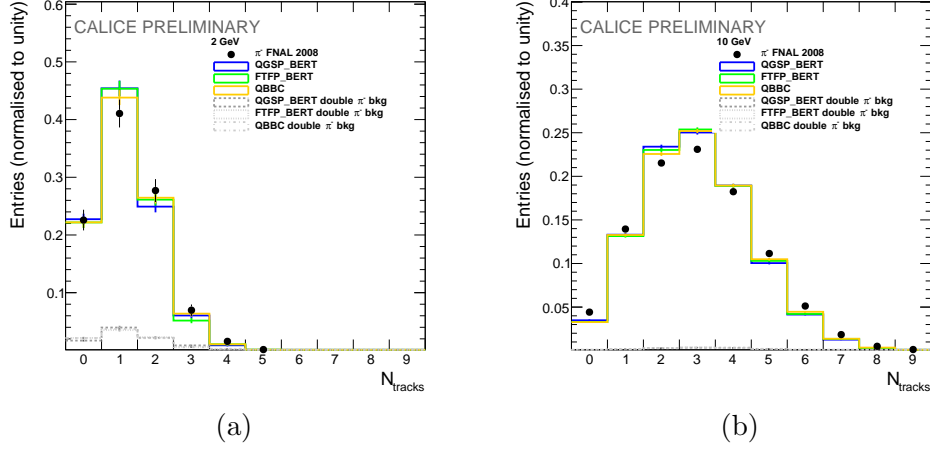 CALICE PRELIMINARY
2 GeV
π⁻ FNAL 2008
QGSP_BERT
FTFP_BERT
QBBC
QGSP_BERT double π⁻ bkg
FTFP_BERT double π⁻ bkg
QBBC double π⁻ bkg
Entries (normalised to unity)
0.6
0.4
0.3
0.2
0.1
0 1 2 3 4 5 6 7 8 9
N_tracks
(a)
CALICE PRELIMINARY
10 GeV
π⁻ FNAL 2008
QGSP_BERT
FTFP_BERT
QBBC
QGSP_BERT double π⁻ bkg
FTFP_BERT double π⁻ bkg
QBBC double π⁻ bkg
Entries (normalised to unity)
0.4
0.35
0.3
0.25
0.2
0.15
0.1
0.05
0 1 2 3 4 5 6 7 8 9
N_tracks
(b)